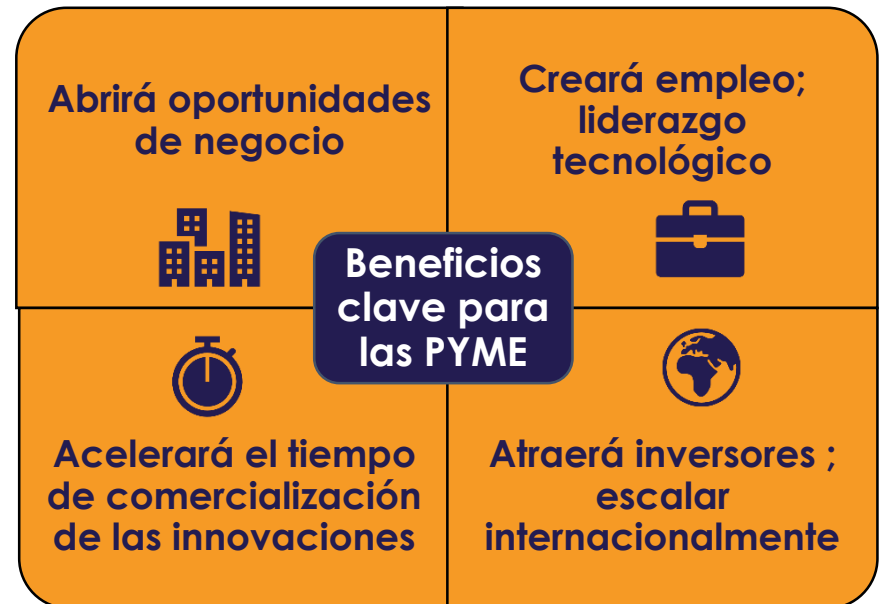 Abrirá oportunidades
de negocio
Creará empleo;
liderazgo
tecnológico
Beneficios
clave para
las PYME
Acelerará el tiempo
de comercialización
de las innovaciones
Atraerá inversores ;
escalar
internacionalmente